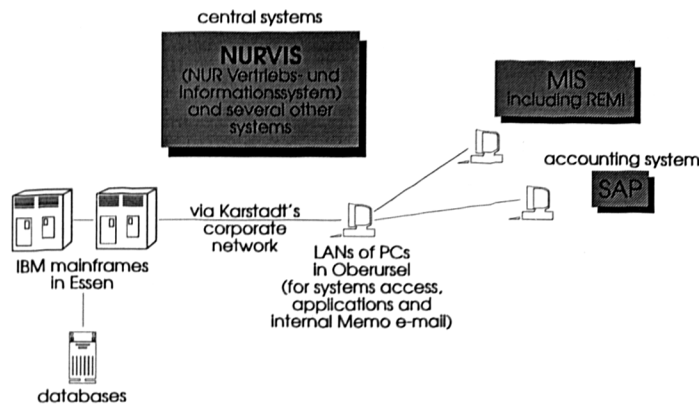 central systems
NURVIS
(NUR Vertriebs- und
Informationssystem)
and several other
systems
MIS
including REMI
accounting system
SAP
via Karstadt's
corporate
network
IBM mainframes
in Essen
LANs of PCs
in Oberursel
(for systems access,
applications and
internal Memo e-mail)
databases